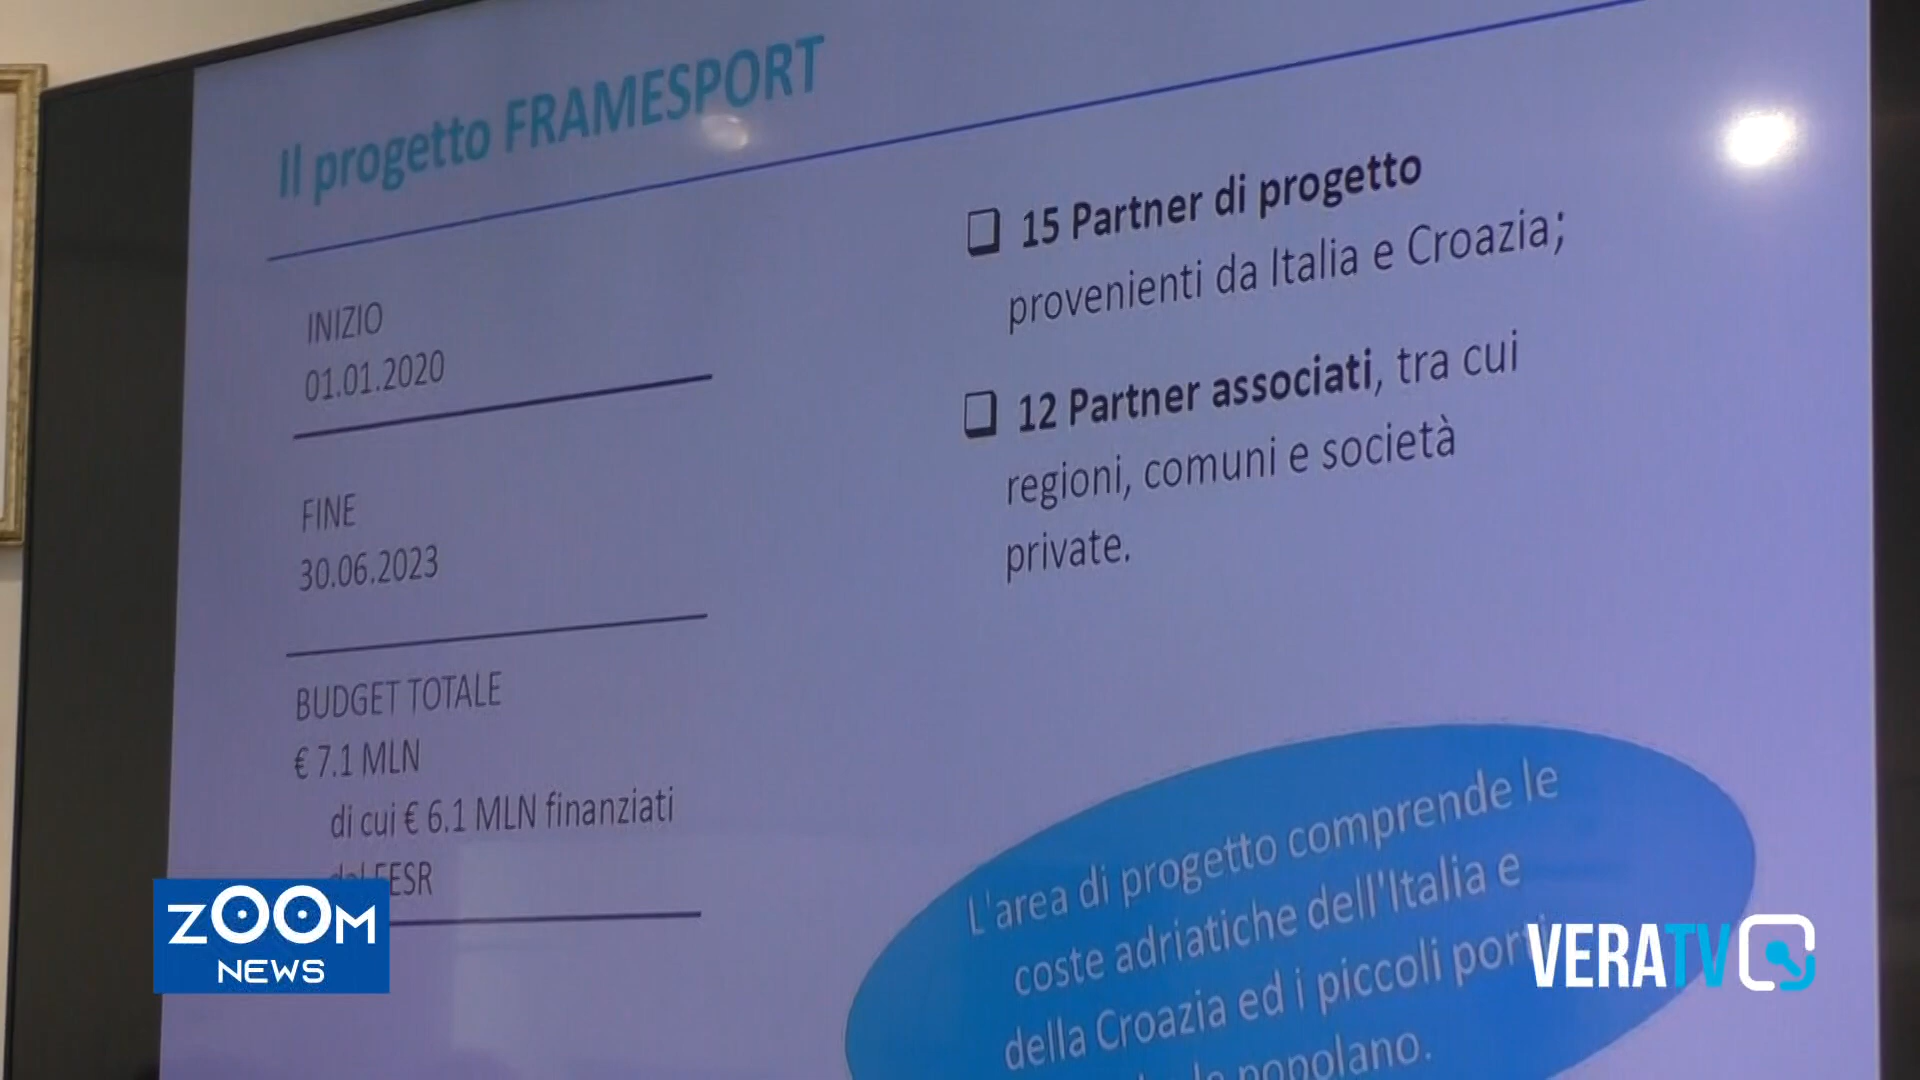 Il progetto FRAMESPORT
INIZIO
01.01.2020
FINE
30.06.2023
BUDGET TOTALE
€ 7.1 MLN
di cui € 6.1 MLN finanziati
FESR
15 Partner di progetto
provenienti da Italia e Croazia;
12 Partner associati, tra cui
regioni, comuni e società
private.
L'area di progetto comprende le
coste adriatiche dell'Italia e
della Croazia ed i piccoli porti
popolano.
ZOOM
NEWS
VERATV